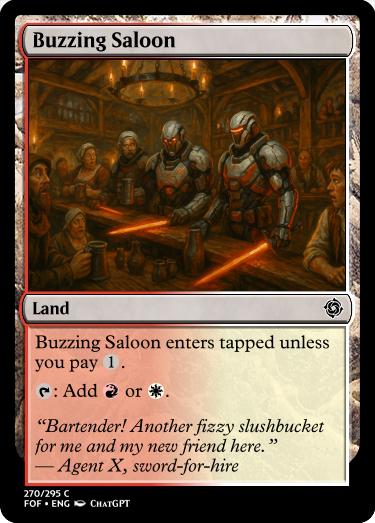 Buzzing Saloon
Land
Buzzing Saloon enters tapped unless
you pay 1.
: Add or .
“Bartender! Another fizzy slushbucket
for me and my new friend here.”
— Agent X, sword-for-hire
270/295 C
FOF • ENG ChatGPT